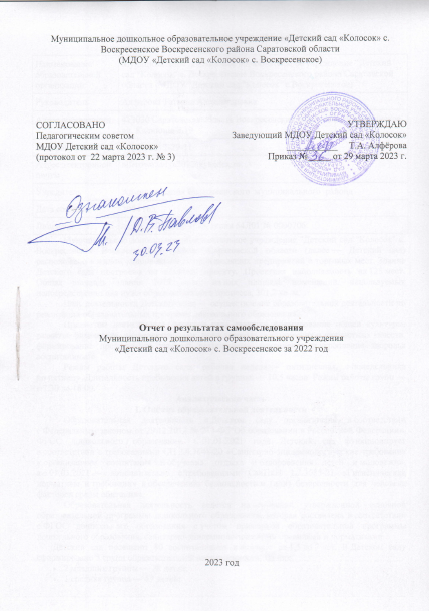 Муниципальное дошкольное образовательное учреждение «Детский сад «Колосок» с.
Воскресенское Воскресенского района Саратовской области
(МДОУ «Детский сад «Колосок» с. Воскресенское)
СОГЛАСОВАНО
Педагогическим советом
МДОУ Детский сад «Колосок»
(протокол от 22 марта 2023 г. № 3)
УТВЕРЖДАЮ
Заведующий МДОУ Детский сад «Колосок»
Т.А. Алфёрова
Приказ № 36 от 29 марта 2023 г.
Ознакомлен
/ Д.В. Павлов
30.03.23
Отчет о результатах самообследования
Муниципального дошкольного образовательного учреждения
«Детский сад «Колосок» с. Воскресенское за 2022 год
2023 год